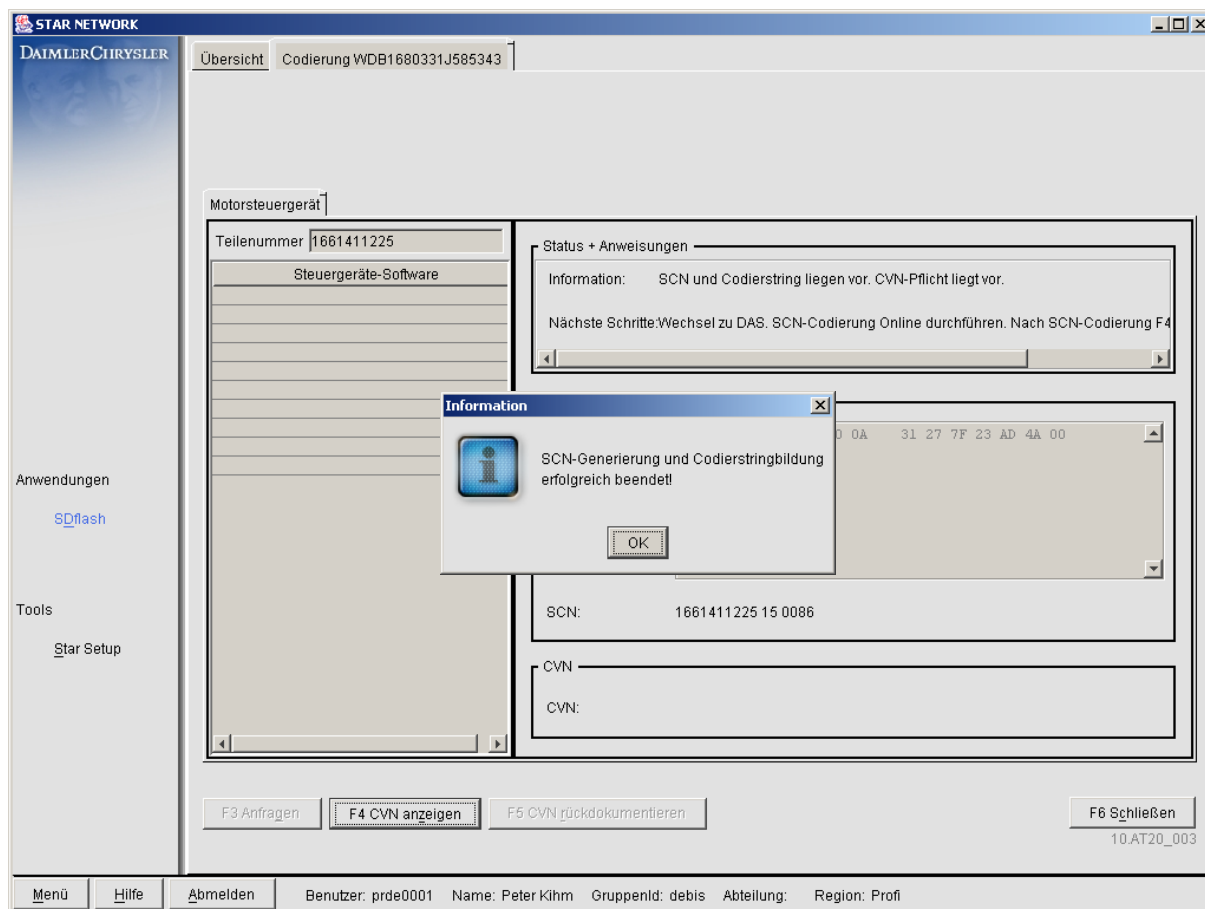 STAR NETWORK
DAIMLERCHRYSLER
Übersicht
Codierung WDB1680331J585343
Motorsteuergerät
Teilenummer 1661411225
Steuergeräte-Software
Status + Anweisungen
Information: SCN und Codierstring liegen vor. CVN-Pflicht liegt vor.
Nächste Schritte:Wechsel zu DAS. SCN-Codierung Online durchführen. Nach SCN-Codierung F4
Information
0 0A 31 27 7F 23 AD 4A 00
SCN-Generierung und Codierstringbildung
erfolgreich beendet!
OK
SCN: 1661411225 15 0086
CVN
CVN:
Anwendungen
SDflash
Tools
Star Setup
F3 Anfragen
F4 CVN anzeigen
F5 CVN rückdokumentieren
F6 Schließen
10.AT20_003
Menü
Hilfe
Abmelden
Benutzer: prde0001 Name: Peter Kihm GruppenId: debis Abteilung: Region: Profi